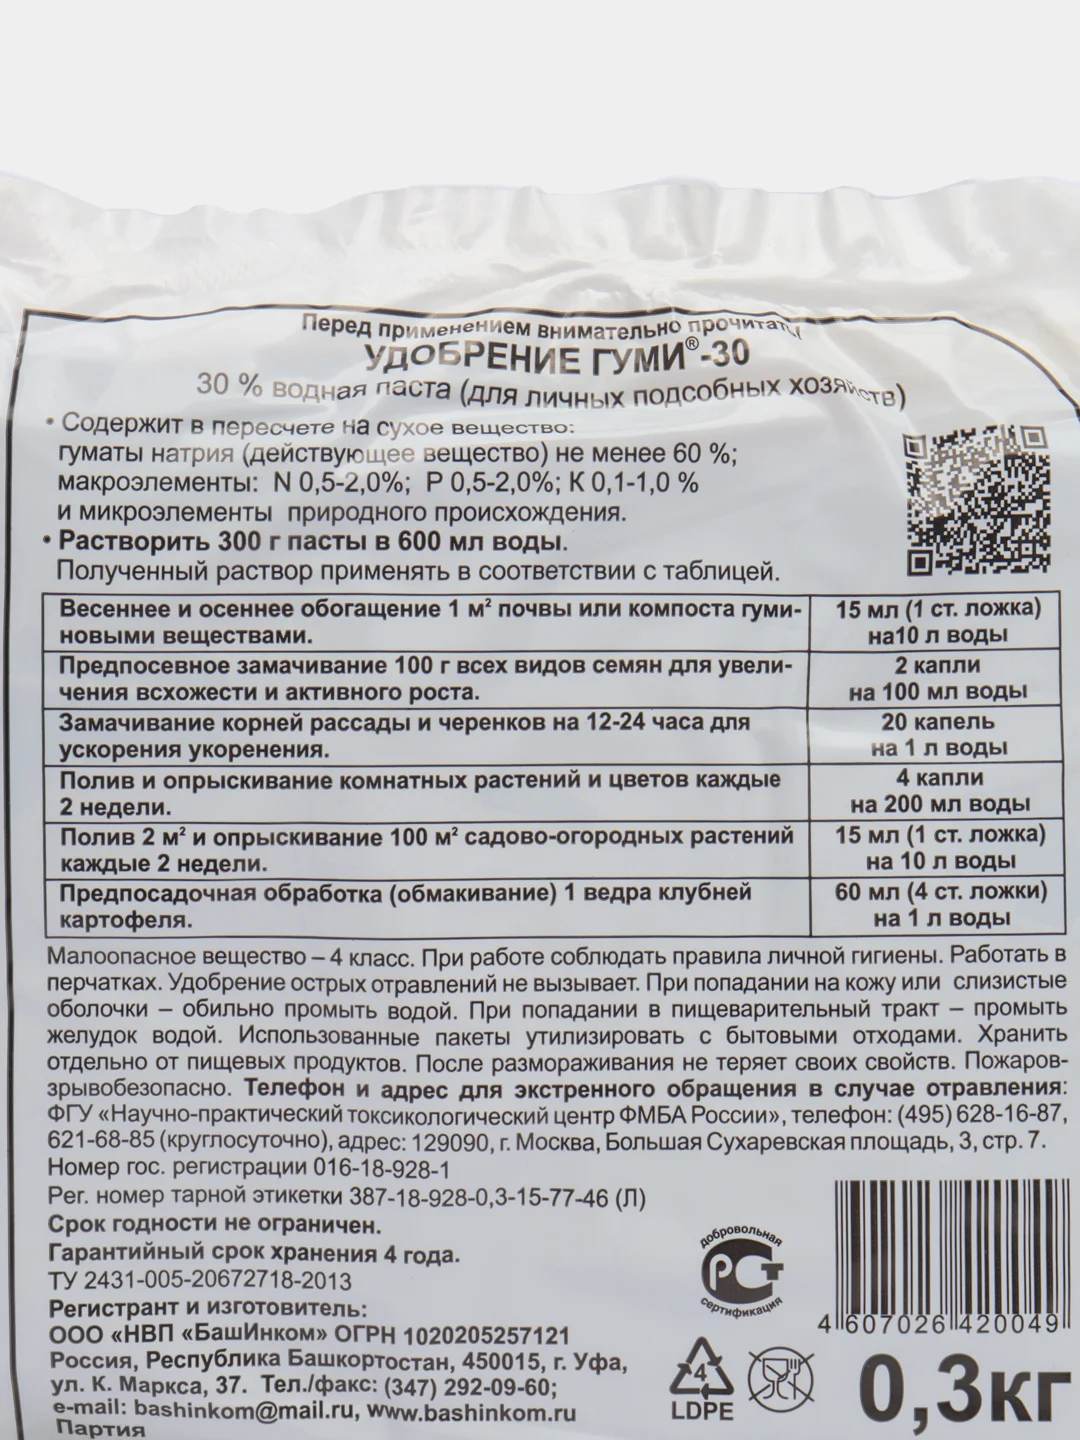 Перед применением внимательно прочитать!
УДОБРЕНИЕ ГУМИ®-30
30 % водная паста (для личных подсобных хозяйств)
• Содержит в пересчете на сухое вещество:
гуматы натрия (действующее вещество) не менее 60 %;
макроэлементы: N 0,5-2,0%; P 0,5-2,0%; К 0,1-1,0 %
и микроэлементы природного происхождения.
• Растворить 300 г пасты в 600 мл воды.
Полученный раствор применять в соответствии с таблицей.
Весеннее и осеннее обогащение 1 м² почвы или компоста гуми-
новыми веществами.
15 мл (1 ст. ложка)
на10 л воды
Предпосевное замачивание 100 г всех видов семян для увели-
чения всхожести и активного роста.
2 капли
на 100 мл воды
Замачивание корней рассады и черенков на 12-24 часа для
ускорения укоренения.
20 капель
на 1 л воды
Полив и опрыскивание комнатных растений и цветов каждые
2 недели.
4 капли
на 200 мл воды
Полив 2 м² и опрыскивание 100 м² садово-огородных растений
каждые 2 недели.
15 мл (1 ст. ложка)
на 10 л воды
Предпосадочная обработка (обмакивание) 1 ведра клубней
картофеля.
60 мл (4 ст. ложки)
на 1 л воды
Малоопасное вещество – 4 класс. При работе соблюдать правила личной гигиены. Работать в
перчатках. Удобрение острых отравлений не вызывает. При попадании на кожу или слизистые
оболочки – обильно промыть водой. При попадании в пищеварительный тракт – промыть
желудок водой. Использованные пакеты утилизировать с бытовыми отходами. Хранить
отдельно от пищевых продуктов. После размораживания не теряет своих свойств. Пожаров-
зрывобезопасно. Телефон и адрес для экстренного обращения в случае отравления:
ФГУ «Научно-практический токсикологический центр ФМБА России», телефон: (495) 628-16-87,
621-68-85 (круглосуточно), адрес: 129090, г. Москва, Большая Сухаревская площадь, 3, стр. 7.
Номер гос. регистрации 016-18-928-1
Рег. номер тарной этикетки 387-18-928-0,3-15-77-46 (Л)
Срок годности не ограничен.
Гарантийный срок хранения 4 года.
ТУ 2431-005-20672718-2013
Регистрант и изготовитель:
ООО «НВП «БашИнком» ОГРН 1020205257121
Россия, Республика Башкортостан, 450015, г. Уфа,
ул. К. Маркса, 37. Тел./факс: (347) 292-09-60;
e-mail: bashinkom@mail.ru, www.bashinkom.ru
Партия
добровольная
РСТ
сертификация
4
LDPE
4 607026 420049
0,3кг